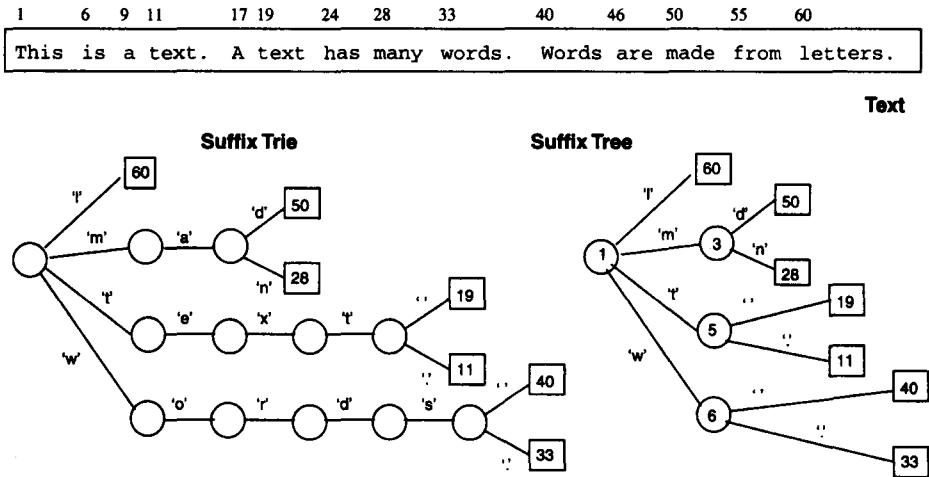 1 6 9 11 17 19 24 28 33 40 46 50 55 60
This is a text. A text has many words. Words are made from letters.
Text
Suffix Trie Suffix Tree
60 60
'l' 'l'
'd' 50 'd' 50
'm' 'a' 1 'm' 3
'n' 28 'n' 28
't' ' ' 19 't' ' ' 19
'e' 'x' 't' 5
'w' '.' 11 'w' '.' 11
' ' 40 ' ' 40
'o' 'r' 'd' 's' 6
'.' 33 '.' 33